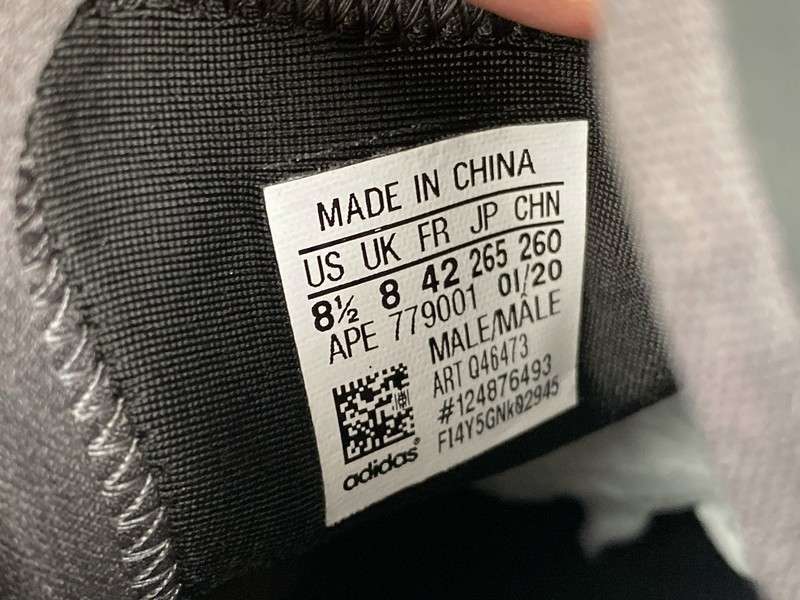 MADE IN CHINA
US UK FR JP CHN
8½ 8 42 265 260
APE 779001 01/20
MALE/MÂLE
ART Q46473
#124876493
F14Y5GNk02945
adidas®